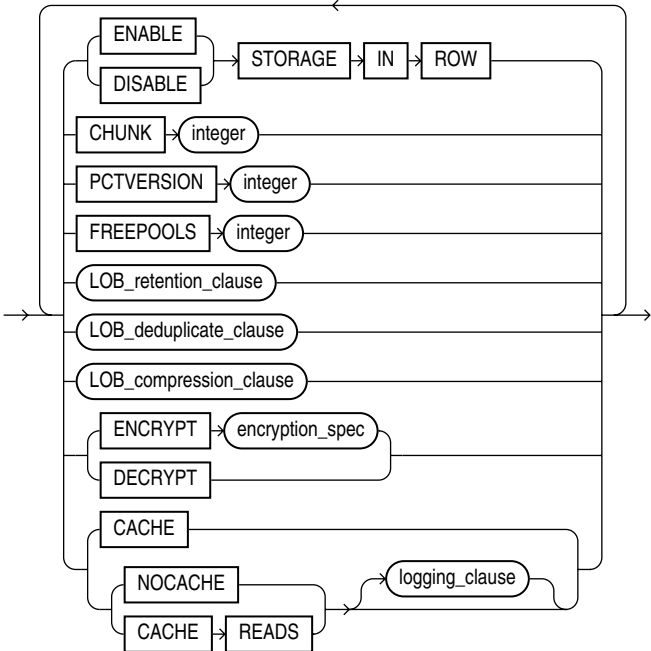 ENABLE
DISABLE
STORAGE IN ROW
CHUNK integer
PCTVERSION integer
FREEPOOLS integer
LOB_retention_clause
LOB_deduplicate_clause
LOB_compression_clause
ENCRYPT encryption_spec
DECRYPT
CACHE
NOCACHE
CACHE READS
logging_clause